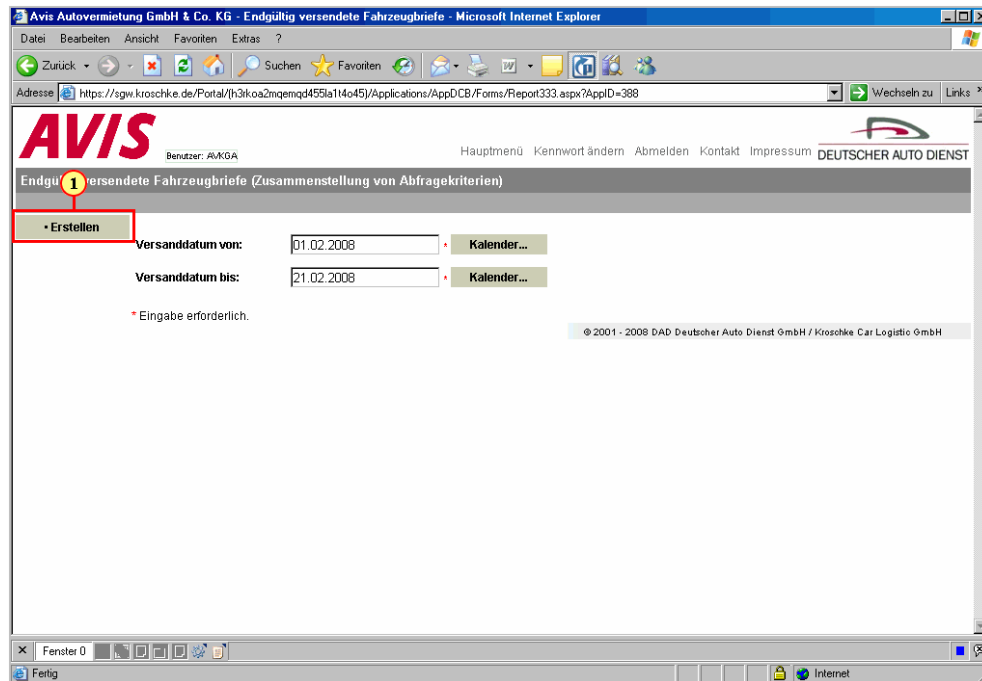 Avis Autovermietung GmbH & Co. KG - Endgültig versendete Fahrzeugbriefe - Microsoft Internet Explorer
Datei Bearbeiten Ansicht Favoriten Extras ?
Zurück Suchen Favoriten
Adresse https://sgw.kroschke.de/Portal/(h3rkoa2mqemqd455la1t4o45)/Applications/AppDCB/Forms/Report333.aspx?AppID=388 Wechseln zu Links »
AVIS
Benutzer: AVKGA
Hauptmenü Kennwort ändern Abmelden Kontakt Impressum DEUTSCHER AUTO DIENST
Endgü versendete Fahrzeugbriefe (Zusammenstellung von Abfragekriterien)
1
• Erstellen
Versanddatum von: 01.02.2008 * Kalender...
Versanddatum bis: 21.02.2008 * Kalender...
* Eingabe erforderlich.
© 2001 - 2008 DAD Deutscher Auto Dienst GmbH / Kroschke Car Logistic GmbH
Fenster 0
Fertig Internet